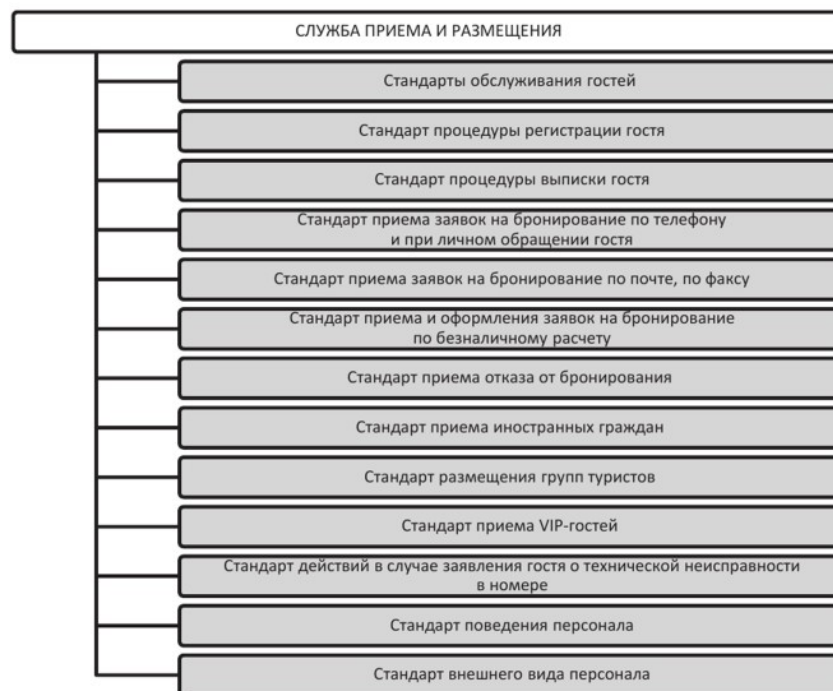 СЛУЖБА ПРИЕМА И РАЗМЕЩЕНИЯ
Стандарты обслуживания гостей
Стандарт процедуры регистрации гостя
Стандарт процедуры выписки гостя
Стандарт приема заявок на бронирование по телефону
и при личном обращении гостя
Стандарт приема заявок на бронирование по почте, по факсу
Стандарт приема и оформления заявок на бронирование
по безналичному расчету
Стандарт приема отказа от бронирования
Стандарт приема иностранных граждан
Стандарт размещения групп туристов
Стандарт приема VIP-гостей
Стандарт действий в случае заявления гостя о технической неисправности
в номере
Стандарт поведения персонала
Стандарт внешнего вида персонала